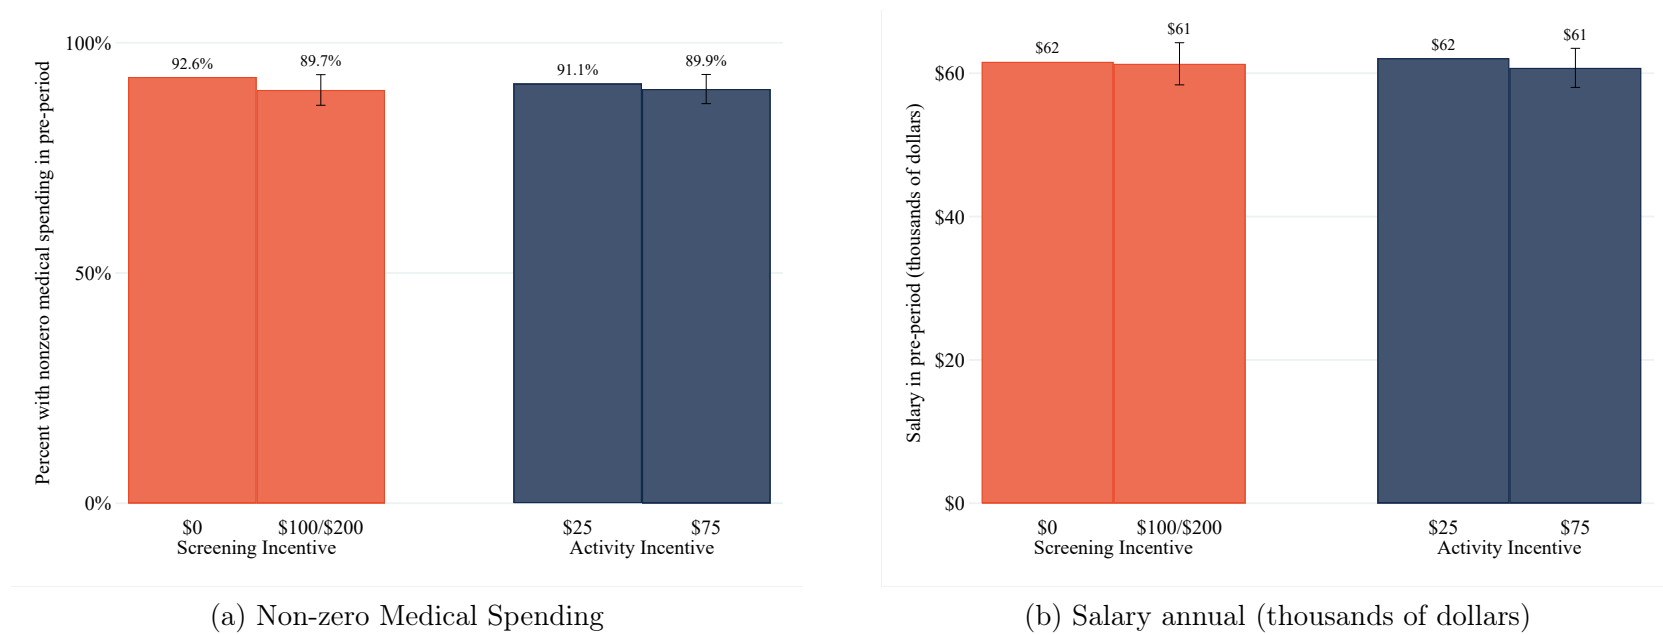 Percent with nonzero medical spending in pre-period
100%
50%
0%
92.6%
89.7%
91.1%
89.9%
$0
$100/$200
$25
$75
Screening Incentive
Activity Incentive
(a) Non-zero Medical Spending
Salary in pre-period (thousands of dollars)
$60
$40
$20
$0
$62
$61
$62
$61
$0
$100/$200
$25
$75
Screening Incentive
Activity Incentive
(b) Salary annual (thousands of dollars)